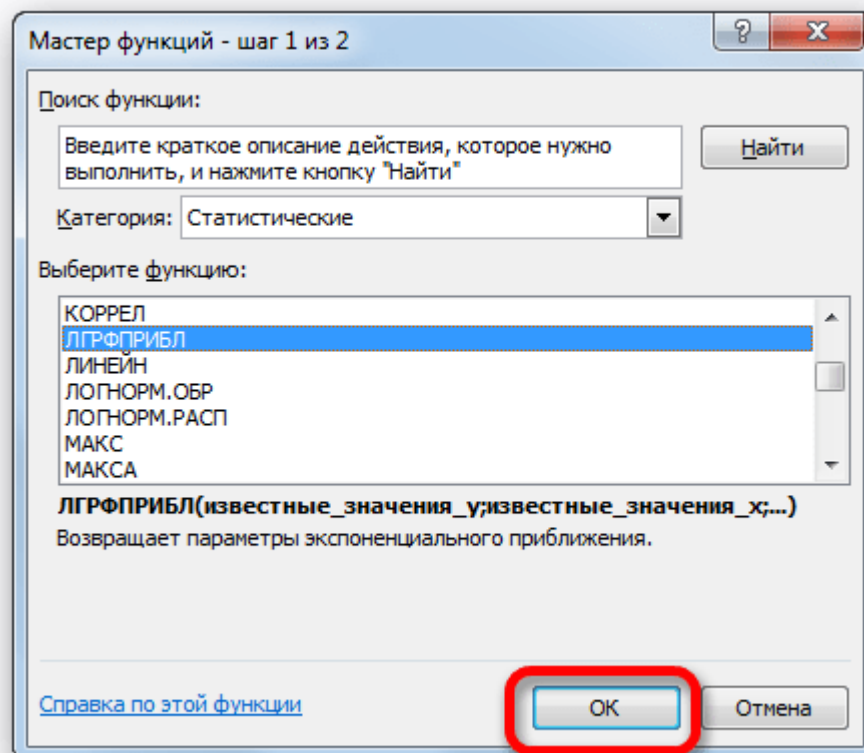 Мастер функций - шаг 1 из 2
Поиск функции:
Введите краткое описание действия, которое нужно
выполнить, и нажмите кнопку "Найти"
Найти
Категория: Статистические
Выберите функцию:
КОРРЕЛ
ЛГРФПРИБЛ
ЛИНЕЙН
ЛОГНОРМ.ОБР
ЛОГНОРМ.РАСП
МАКС
МАКСА
ЛГРФПРИБЛ(известные_значения_y;известные_значения_x;...)
Возвращает параметры экспоненциального приближения.
Справка по этой функции
ОК
Отмена